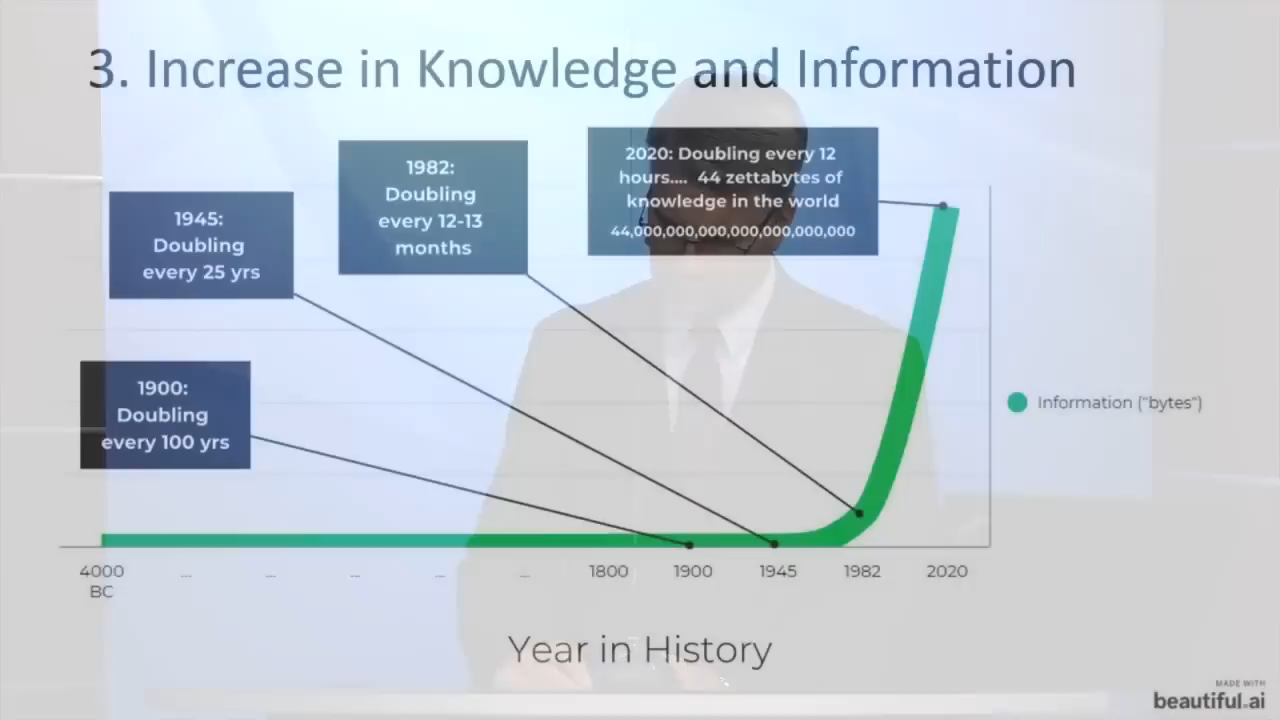 3. Increase in Knowledge and Information
1945:
Doubling
every 25 yrs
1982:
Doubling
every 12-13
months
2020: Doubling every 12
hours.... 44 zettabytes of
knowledge in the world
44,000,000,000,000,000,000,000
1900:
Doubling
every 100 yrs
Information ("bytes")
4000
BC
... ... ... ... ... 1800 1900 1945 1982 2020
Year in History
MADE WITH
beautiful.ai